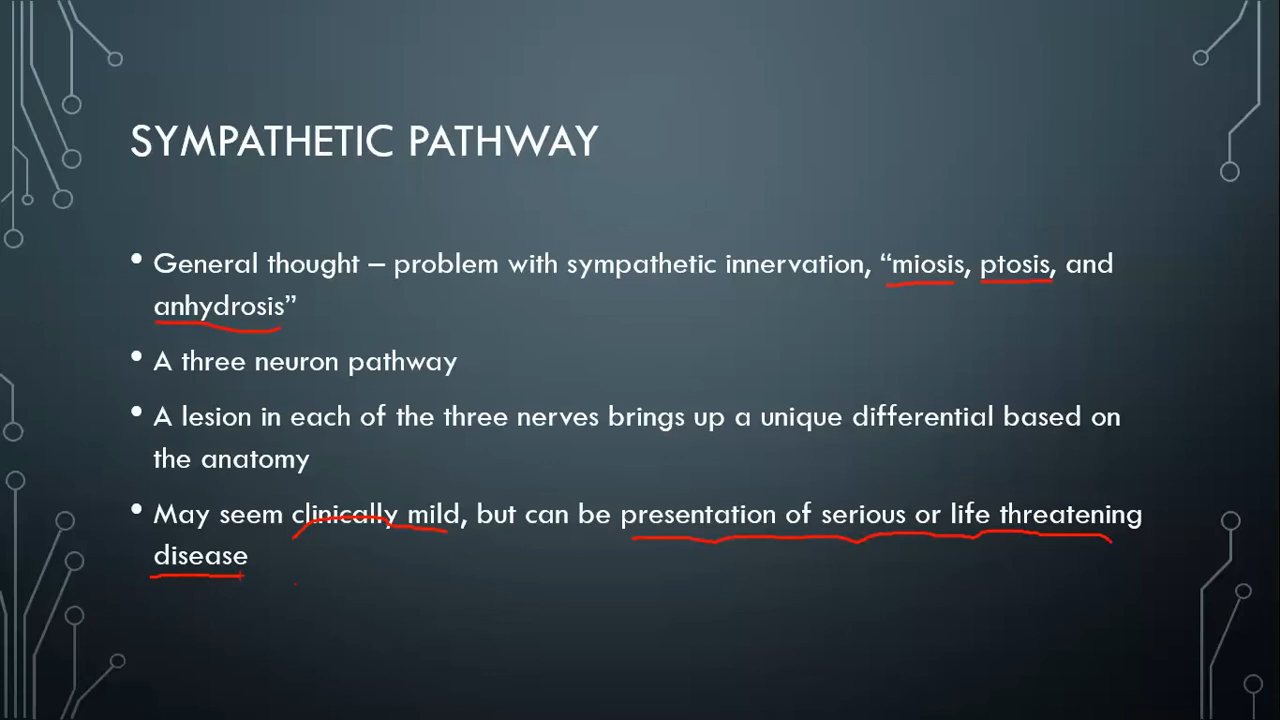 SYMPATHETIC PATHWAY
• General thought – problem with sympathetic innervation, “miosis, ptosis, and
anhydrosis”
• A three neuron pathway
• A lesion in each of the three nerves brings up a unique differential based on
the anatomy
• May seem clinically mild, but can be presentation of serious or life threatening
disease